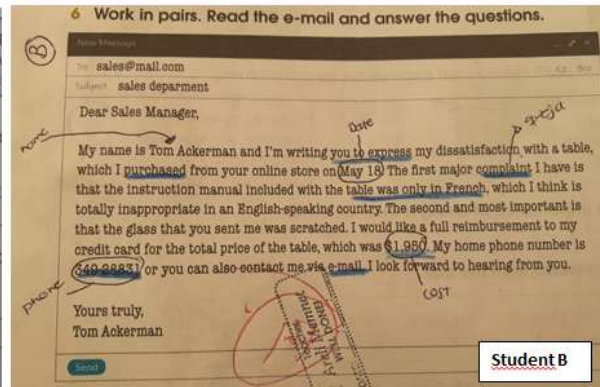 6 Work in pairs. Read the e-mail and answer the questions.
B
New Message
To sales@mail.com
Cc Bcc
Subject sales deparment
Dear Sales Manager,
Date
queja
name
My name is Tom Ackerman and I'm writing you to express my dissatisfaction with a table,
which I purchased from your online store on May 18. The first major complaint I have is
that the instruction manual included with the table was only in French, which I think is
totally inappropriate in an English-speaking country. The second and most important is
that the glass that you sent me was scratched. I would like a full reimbursement to my
credit card for the total price of the table, which was $1,950. My home phone number is
349-28831 or you can also contact me via e-mail. I look forward to hearing from you.
phone
COST
Yours truly,
Tom Ackerman
WELL DONE!
Send
Student B